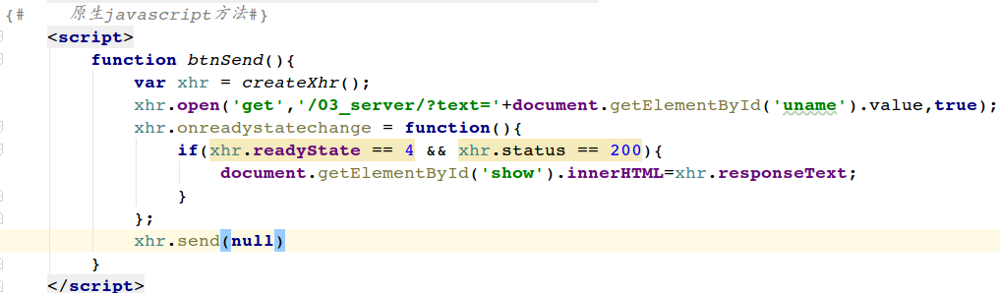 {#    原生javascript方法#}
<script>
    function btnSend(){
        var xhr = createXhr();
        xhr.open('get','/03_server/?text='+document.getElementById('uname').value,true);
        xhr.onreadystatechange = function(){
            if(xhr.readyState == 4 && xhr.status == 200){
                document.getElementById('show').innerHTML=xhr.responseText;
            }
        };
        xhr.send(null)
    }
</script>